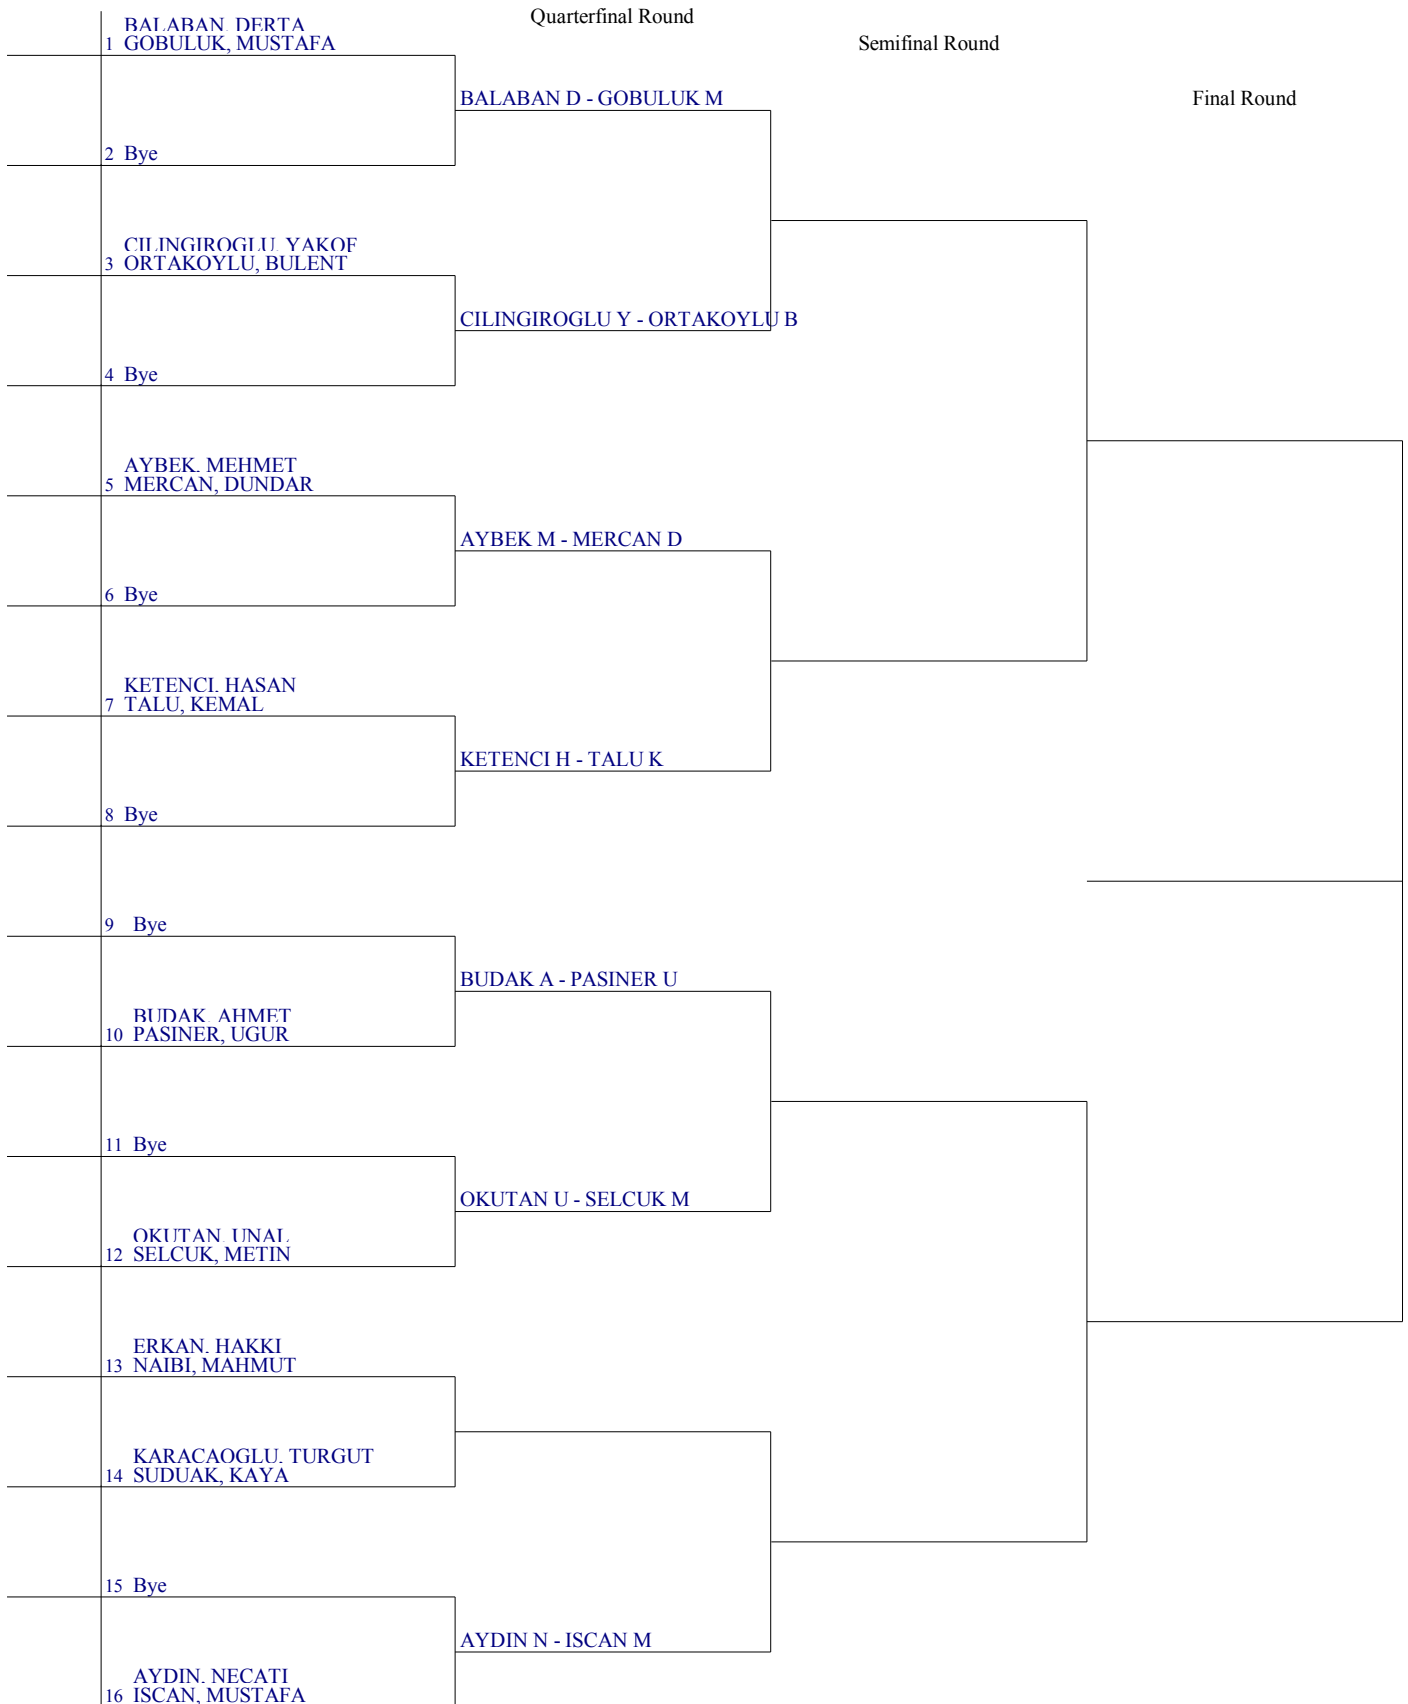 Quarterfinal Round
Semifinal Round
Final Round
BALABAN, DERTA
1 GOBULUK, MUSTAFA
BALABAN D - GOBULUK M
2 Bye
CILINGIROGLU, YAKOF
3 ORTAKOYLU, BULENT
CILINGIROGLU Y - ORTAKOYLU B
4 Bye
AYBEK, MEHMET
5 MERCAN, DUNDAR
AYBEK M - MERCAN D
6 Bye
KETENCI, HASAN
7 TALU, KEMAL
KETENCI H - TALU K
8 Bye
9 Bye
BUDAK A - PASINER U
BUDAK, AHMET
10 PASINER, UGUR
11 Bye
OKUTAN U - SELCUK M
OKUTAN, UNAL
12 SELCUK, METIN
ERKAN, HAKKI
13 NAIBI, MAHMUT
KARACAOGLU, TURGUT
14 SUDUAK, KAYA
15 Bye
AYDIN N - ISCAN M
AYDIN, NECATI
16 ISCAN, MUSTAFA